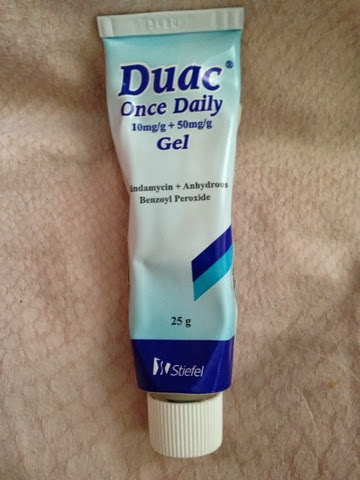 Duac®
Once Daily
10mg/g + 50mg/g
Gel
indamycin + Anhydrous
Benzoyl Peroxide
25 g
Stiefel